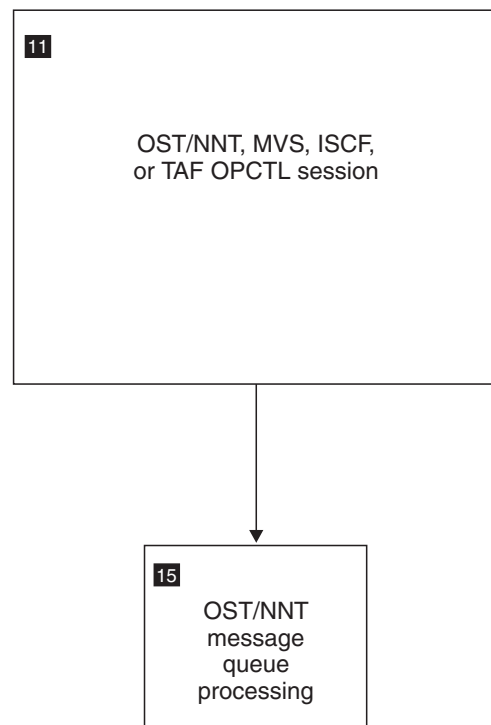 11
OST/NNT, MVS, ISCF,
or TAF OPCTL session
15
OST/NNT
message
queue
processing